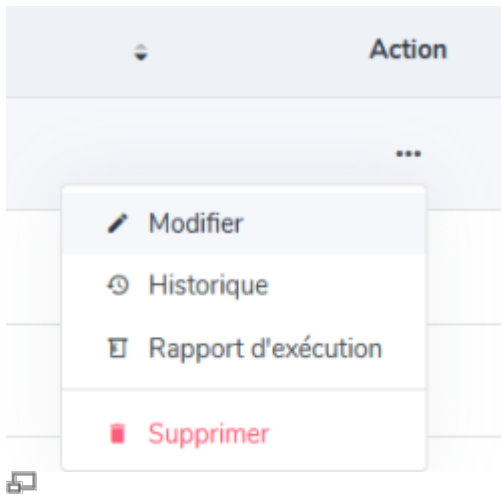 Action
Modifier
Historique
Rapport d'exécution
Supprimer